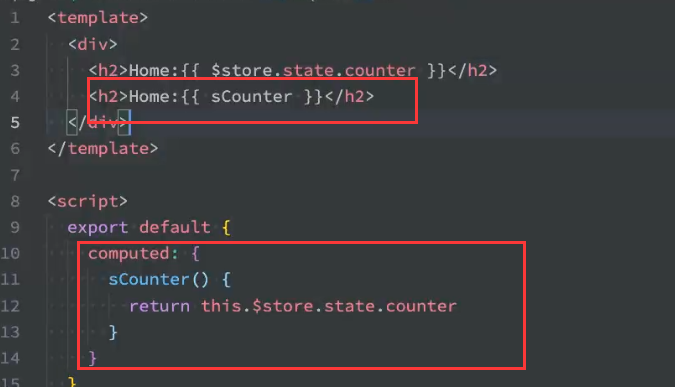 1 <template>
2 <div>
3 <h2>Home:{{ $store.state.counter }}</h2>
4 <h2>Home:{{ sCounter }}</h2>
5 </div>
6 </template>
7
8 <script>
9 export default {
10 computed: {
11 sCounter() {
12 return this.$store.state.counter
13 }
14 }
15 }